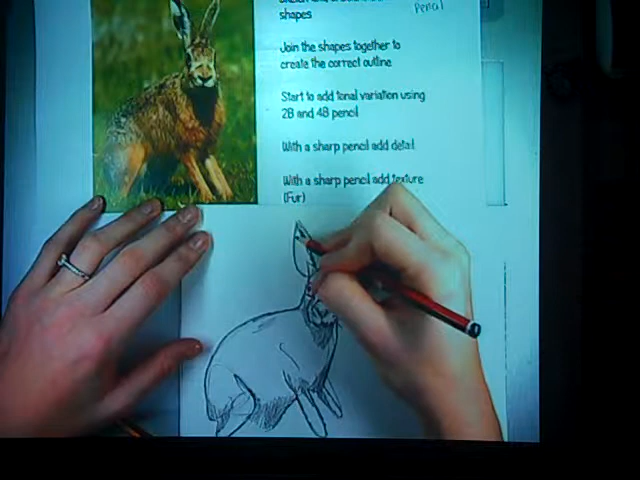 shapes
Pencil
Join the shapes together to
create the correct outline
Start to add tonal variation using
2B and 4B pencil
With a sharp pencil add detail
With a sharp pencil add texture
(Fur)